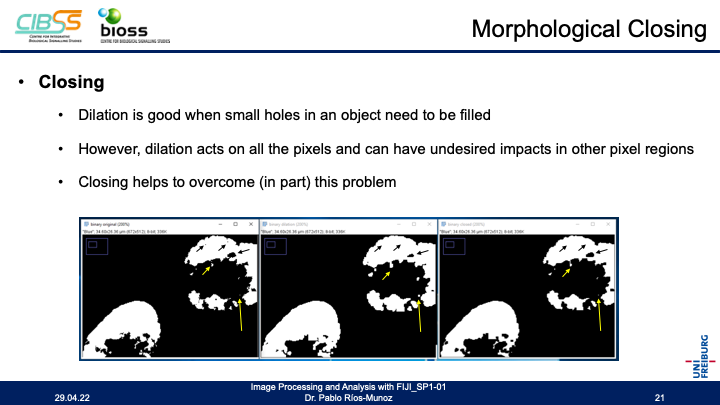 CIBSS
CENTRE FOR INTEGRATIVE
BIOLOGICAL SIGNALLING STUDIES
bioss
CENTRE FOR BIOLOGICAL SIGNALLING STUDIES
Morphological Closing
• Closing
• Dilation is good when small holes in an object need to be filled
• However, dilation acts on all the pixels and can have undesired impacts in other pixel regions
• Closing helps to overcome (in part) this problem
binary original (200%)
"Blue"; 34.60x26.36 µm (672x512); 8-bit; 336K
binary dilation (200%)
"Blue"; 34.60x26.36 µm (672x512); 8-bit; 336K
binary closed (200%)
"Blue"; 34.60x26.36 µm (672x512); 8-bit; 336K
UNI
FREIBURG
29.04.22
Image Processing and Analysis with FIJI_SP1-01
Dr. Pablo Ríos-Munoz
21